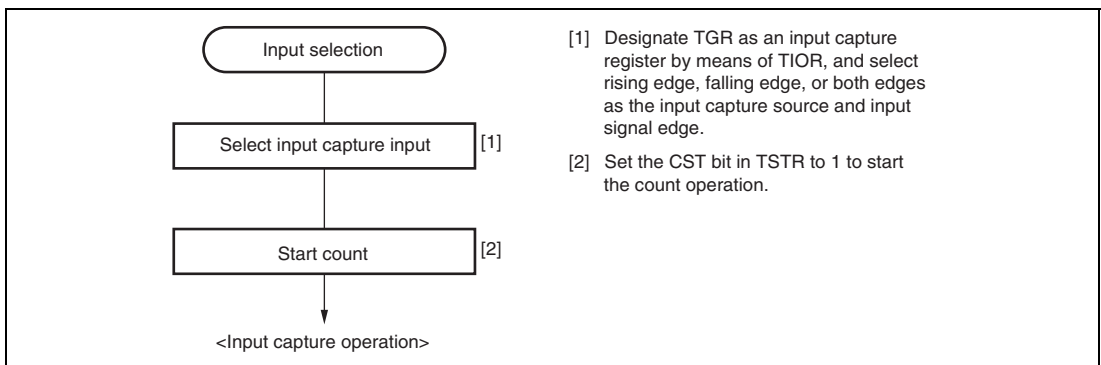 Input selection
Select input capture input
[1]
Start count
[2]
<Input capture operation>
[1] Designate TGR as an input capture
register by means of TIOR, and select
rising edge, falling edge, or both edges
as the input capture source and input
signal edge.
[2] Set the CST bit in TSTR to 1 to start
the count operation.